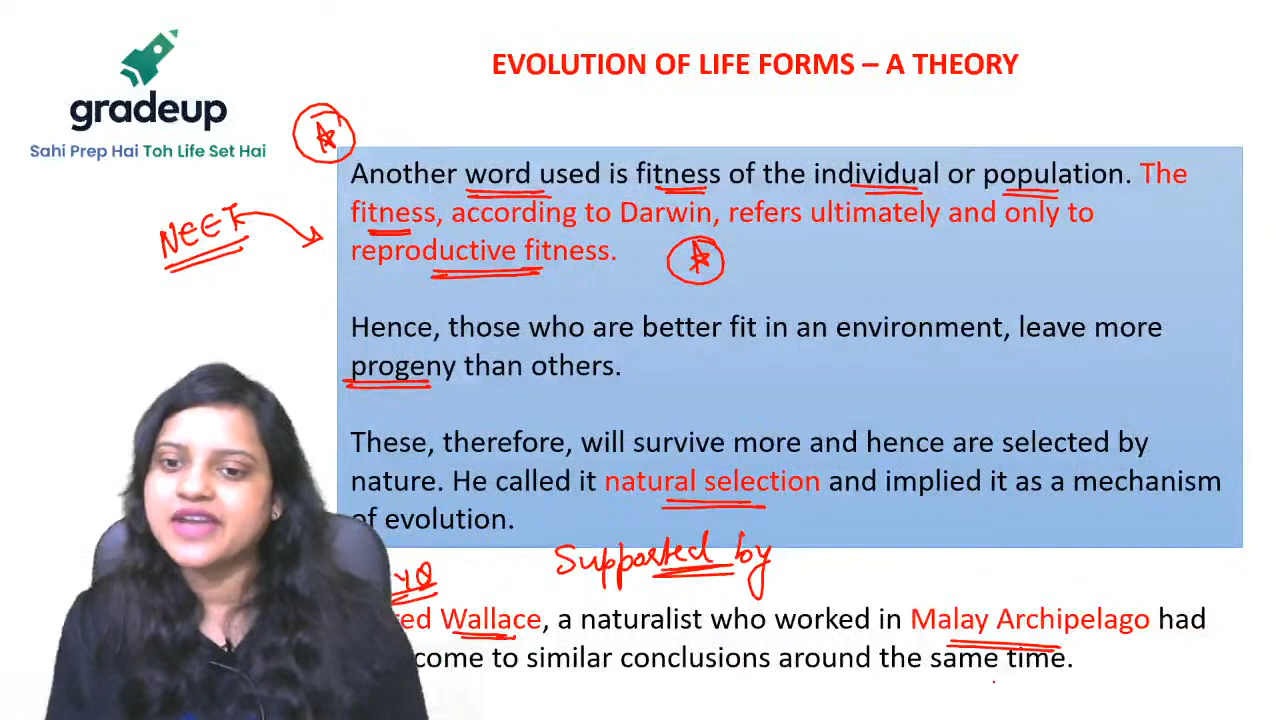 EVOLUTION OF LIFE FORMS – A THEORY
gradeup
Sahi Prep Hai Toh Life Set Hai
Another word used is fitness of the individual or population. The
fitness, according to Darwin, refers ultimately and only to
reproductive fitness.
NEET
Hence, those who are better fit in an environment, leave more
progeny than others.
These, therefore, will survive more and hence are selected by
nature. He called it natural selection and implied it as a mechanism
of evolution.
Supported by
YQ
red Wallace, a naturalist who worked in Malay Archipelago had
come to similar conclusions around the same time.